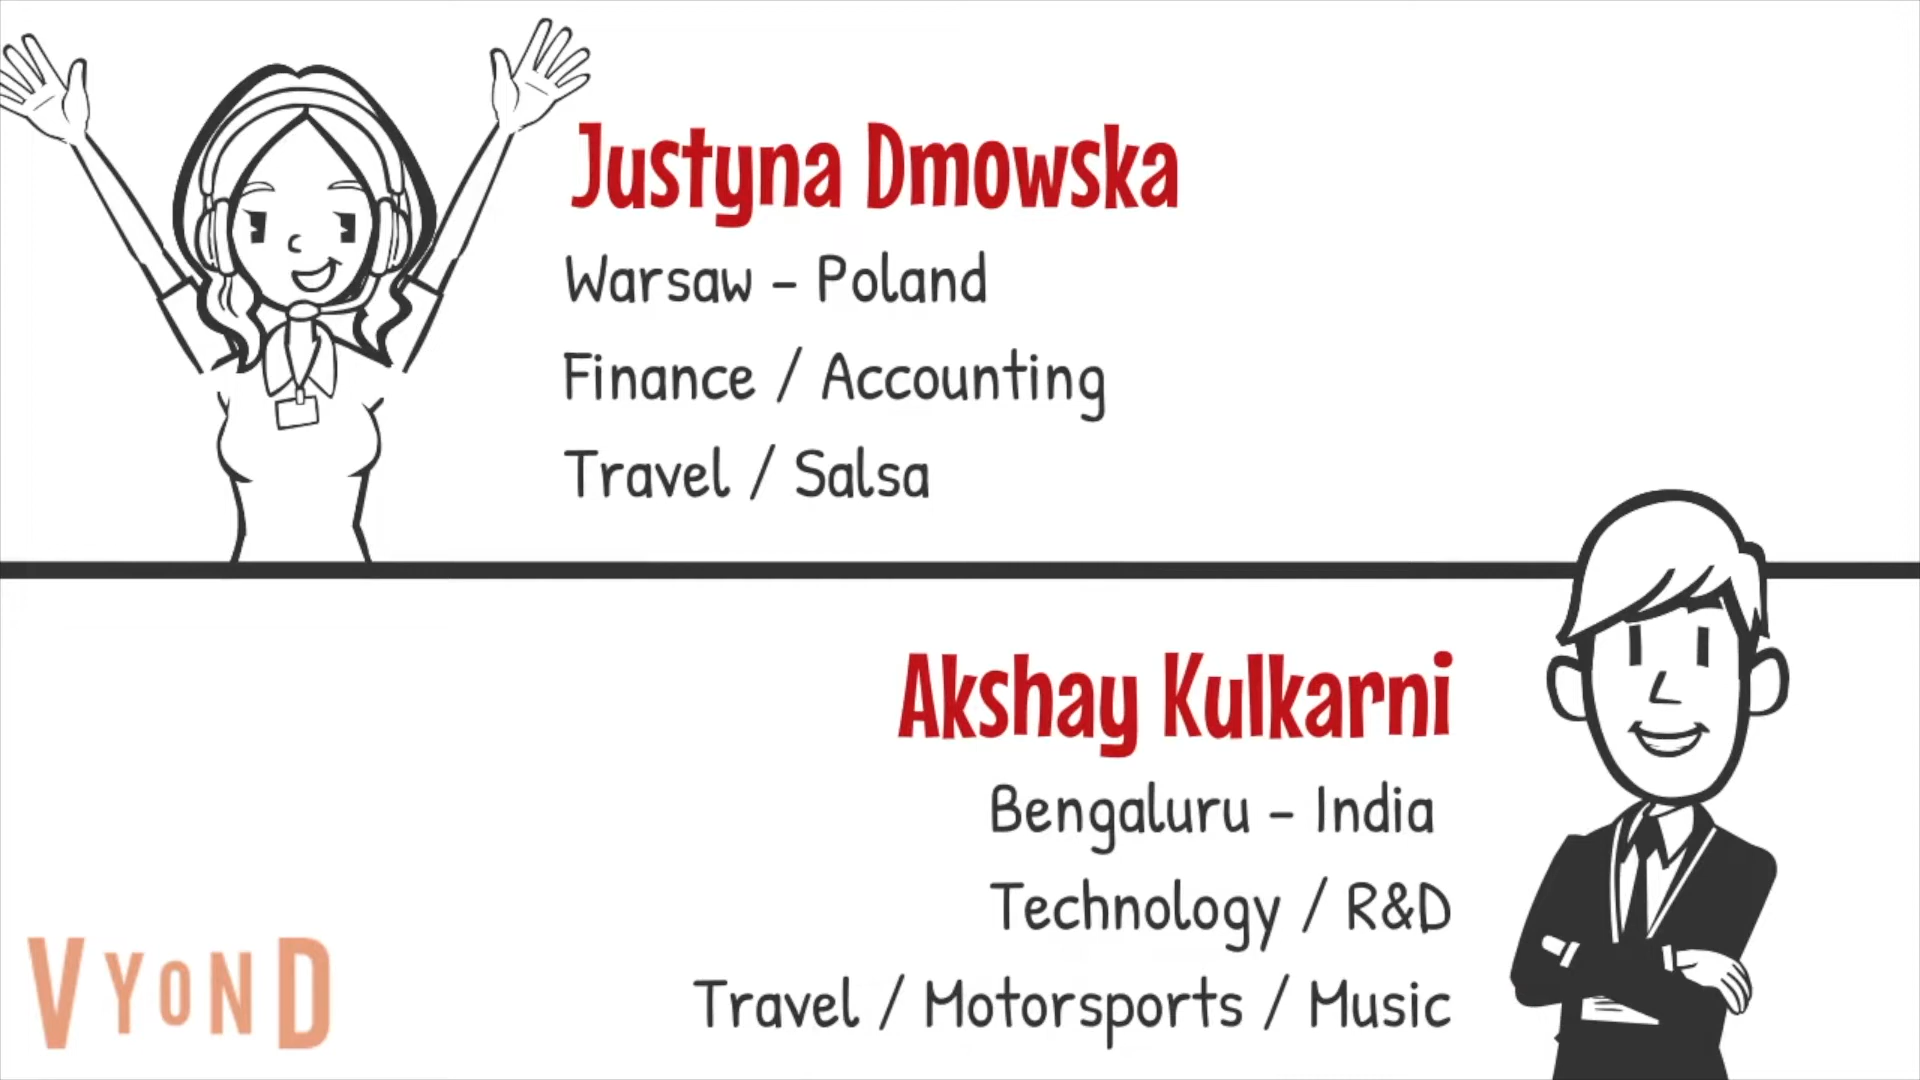 Justyna Dmowska
Warsaw - Poland
Finance / Accounting
Travel / Salsa
Akshay Kulkarni
Bengaluru - India
Technology / R&D
Travel / Motorsports / Music
VYOND